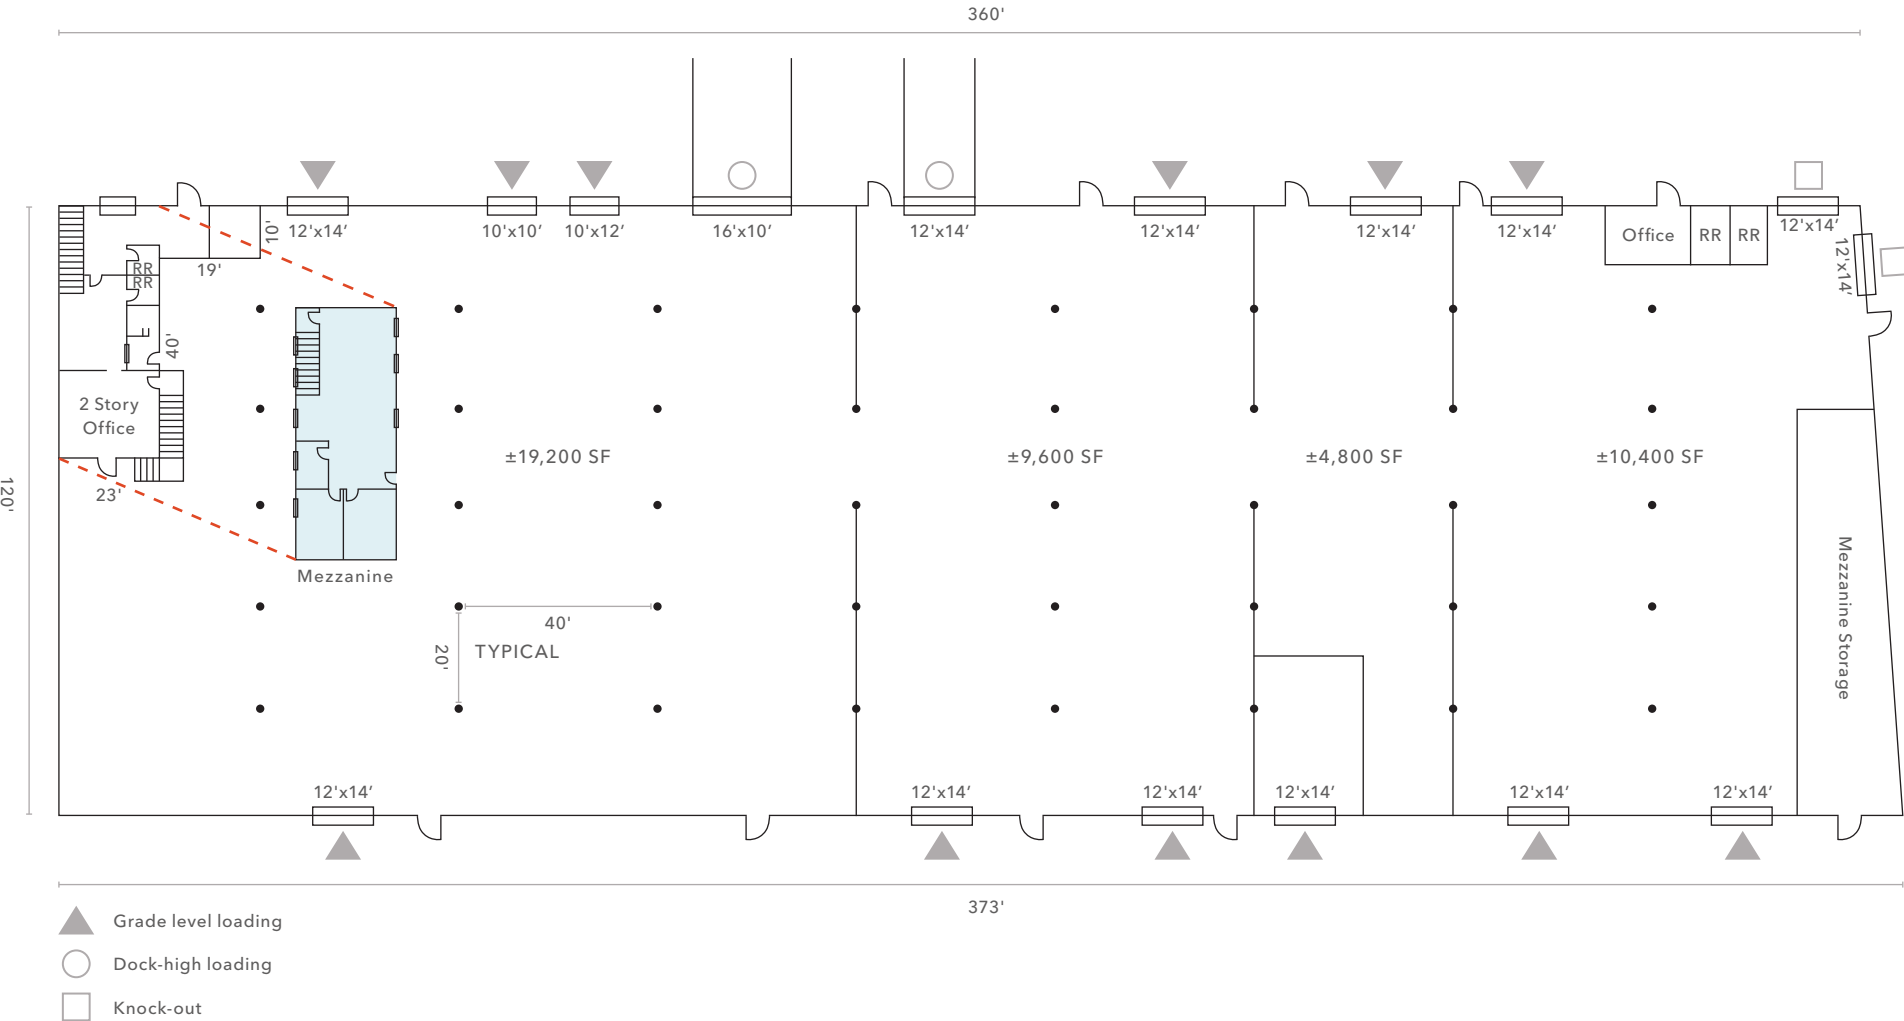 360'
12'x14’
10'x10’
10'x12’
16'x10’
12'x14’
12'x14’
12'x14’
12'x14’
12'x14’
10'
19'
RR
RR
40'
Office
RR
RR
12'x14’
2 Story
Office
23'
±19,200 SF
±9,600 SF
±4,800 SF
±10,400 SF
120'
Mezzanine
40'
20'
TYPICAL
Mezzanine Storage
12'x14’
12'x14’
12'x14’
12'x14’
12'x14’
12'x14’
373'
Grade level loading
Dock-high loading
Knock-out